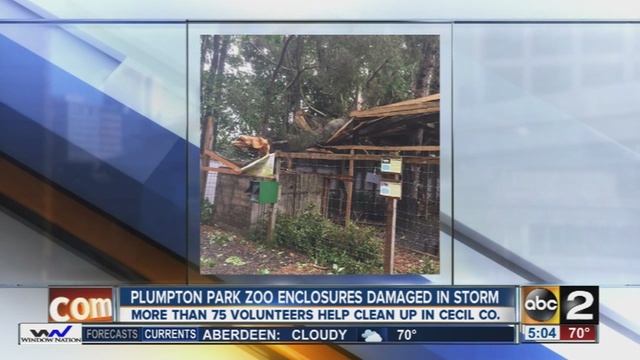 com
PLUMPTON PARK ZOO ENCLOSURES DAMAGED IN STORM
MORE THAN 75 VOLUNTEERS HELP CLEAN UP IN CECIL CO.
abc 2
WINDOW NATION
FORECASTS CURRENTS ABERDEEN: CLOUDY 70°
5:04 70°